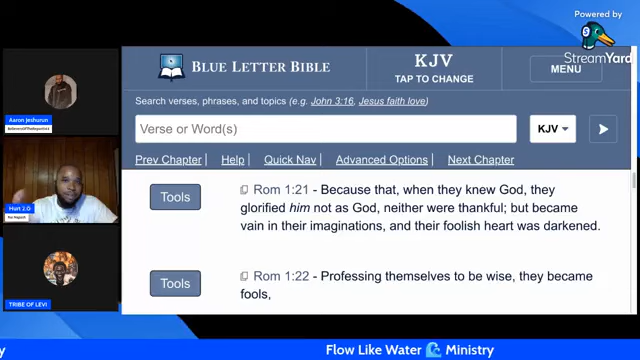 Powered by
StreamYard
BLUE LETTER BIBLE
KJV
TAP TO CHANGE
MENU
Search verses, phrases, and topics (e.g. John 3:16, Jesus faith love)
Verse or Word(s)
KJV
Prev Chapter | Help | Quick Nav | Advanced Options | Next Chapter
Tools
Rom 1:21 - Because that, when they knew God, they
glorified him not as God, neither were thankful; but became
vain in their imaginations, and their foolish heart was darkened.
Tools
Rom 1:22 - Professing themselves to be wise, they became
fools,
Aaron Jeshurun
Hurt 2.0
TRIBE OF LEVI
y
Flow Like Water 🌊 Ministry